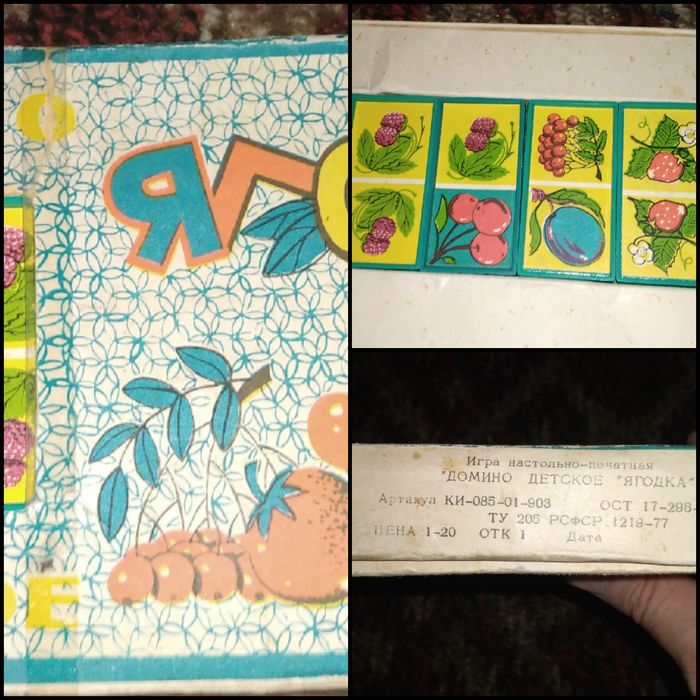 О
ЯГО
ОЕ
Игра настольно-печатная
"ДОМИНО ДЕТСКОЕ "ЯГОДКА"
Артикул КИ-085-01-903 ОСТ 17-296-
ТУ 205 РСФСР 1219-77
ЦЕНА 1-20 ОТК 1 Дата